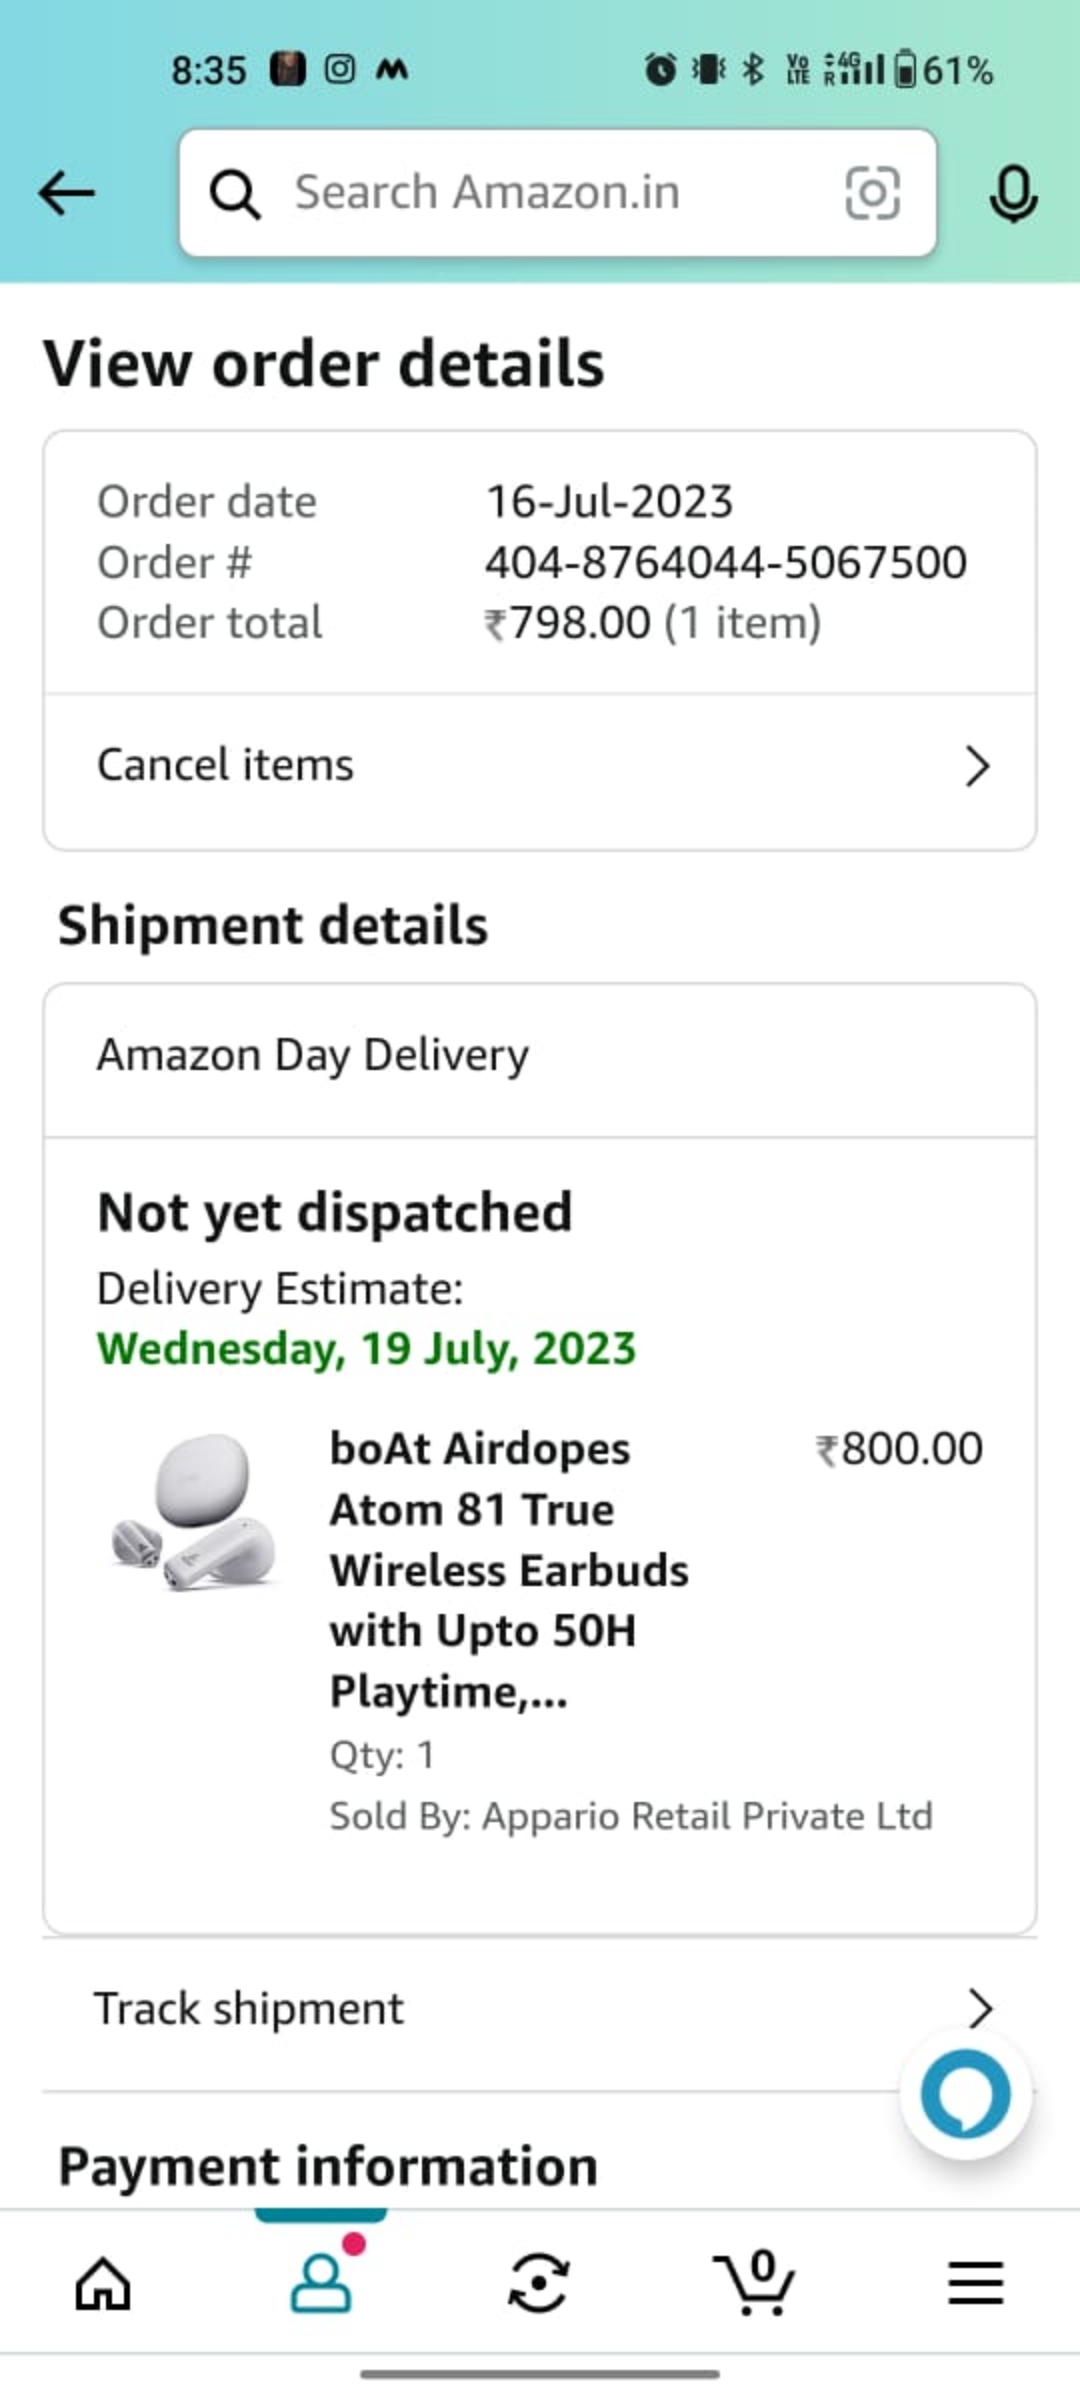 8:35
Vo
LTE
4G
R
61%
Search Amazon.in
View order details
Order date 16-Jul-2023
Order # 404-8764044-5067500
Order total ₹798.00 (1 item)
Cancel items
Shipment details
Amazon Day Delivery
Not yet dispatched
Delivery Estimate:
Wednesday, 19 July, 2023
boAt Airdopes ₹800.00
Atom 81 True
Wireless Earbuds
with Upto 50H
Playtime,...
Qty: 1
Sold By: Appario Retail Private Ltd
Track shipment
Payment information
0